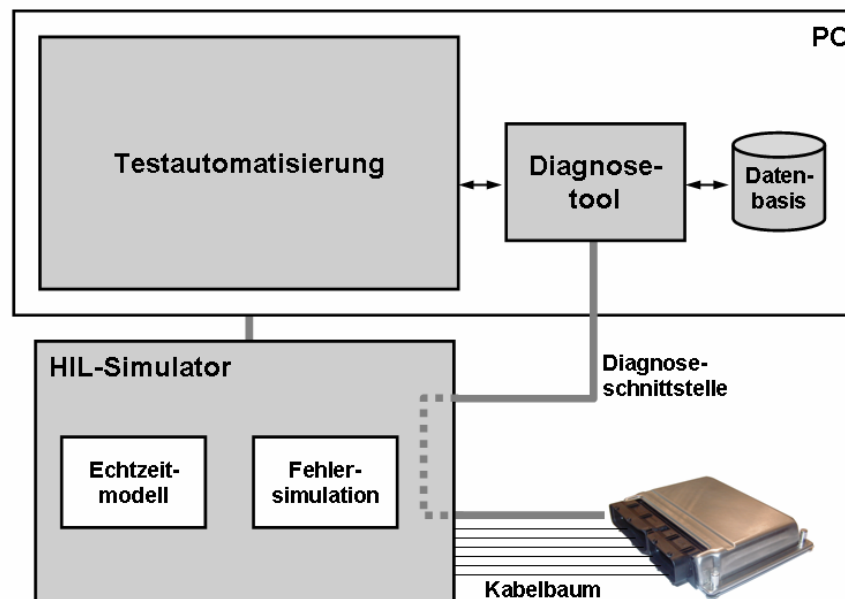 PC
Testautomatisierung
Diagnose-
tool
Daten-
basis
HIL-Simulator
Diagnose-
schnittstelle
Echtzeit-
modell
Fehler-
simulation
Kabelbaum